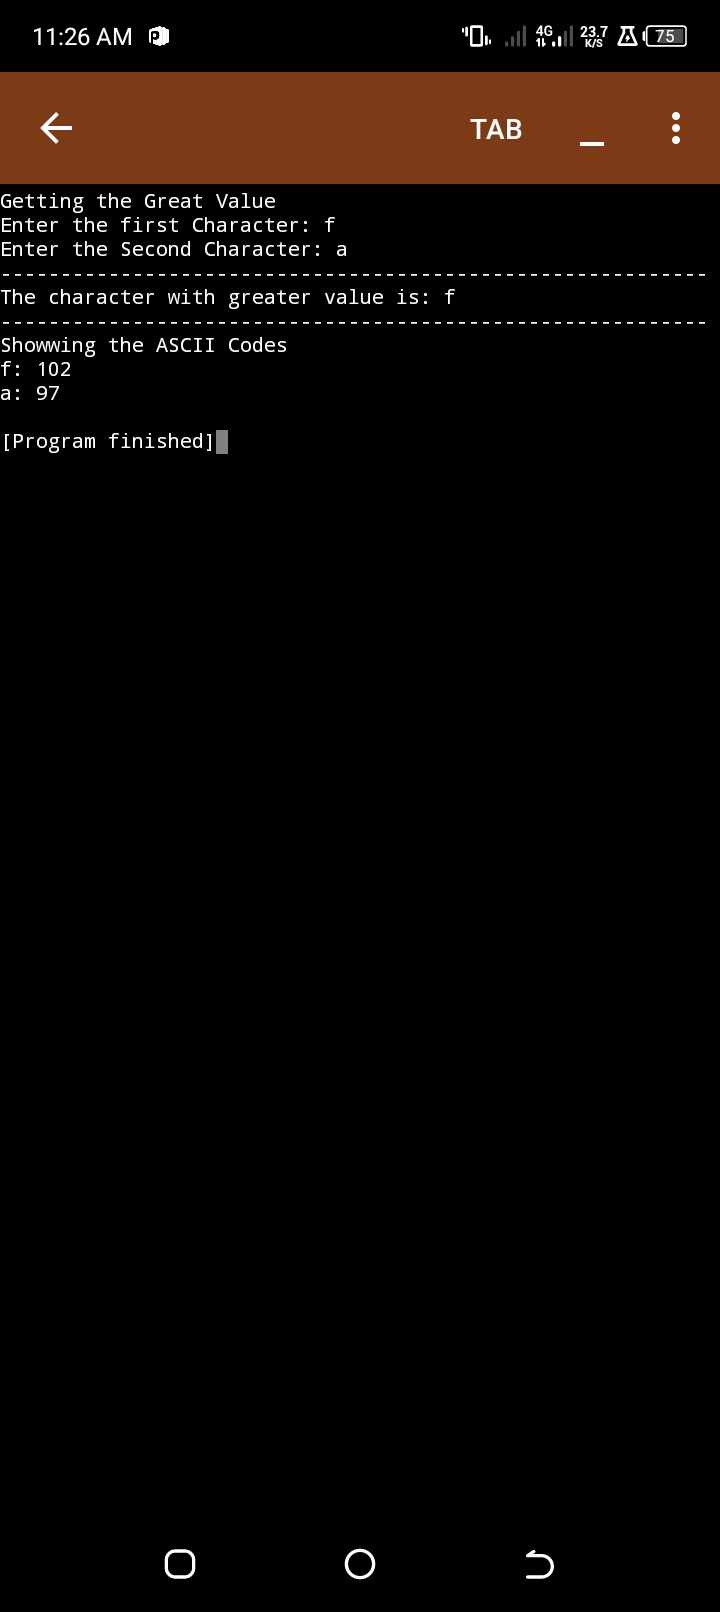 11:26 AM 4G 23.7 K/S 75
TAB
Getting the Great Value
Enter the first Character: f
Enter the Second Character: a
-----------------------------------------------------------
The character with greater value is: f
-----------------------------------------------------------
Showwing the ASCII Codes
f: 102
a: 97
[Program finished]